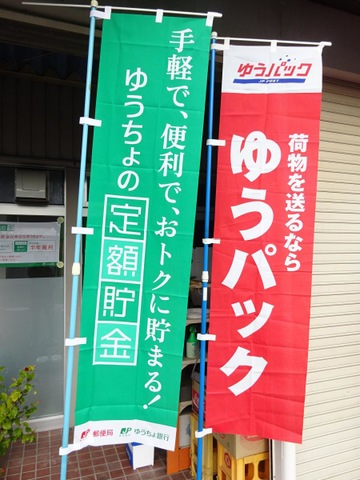 手軽で、便利で、おトクに貯まる!
ゆうちょの
定額貯金
JP 郵便局
JP ゆうちょ銀行
ゆうパック
JP POST
荷物を送るなら
ゆうパック